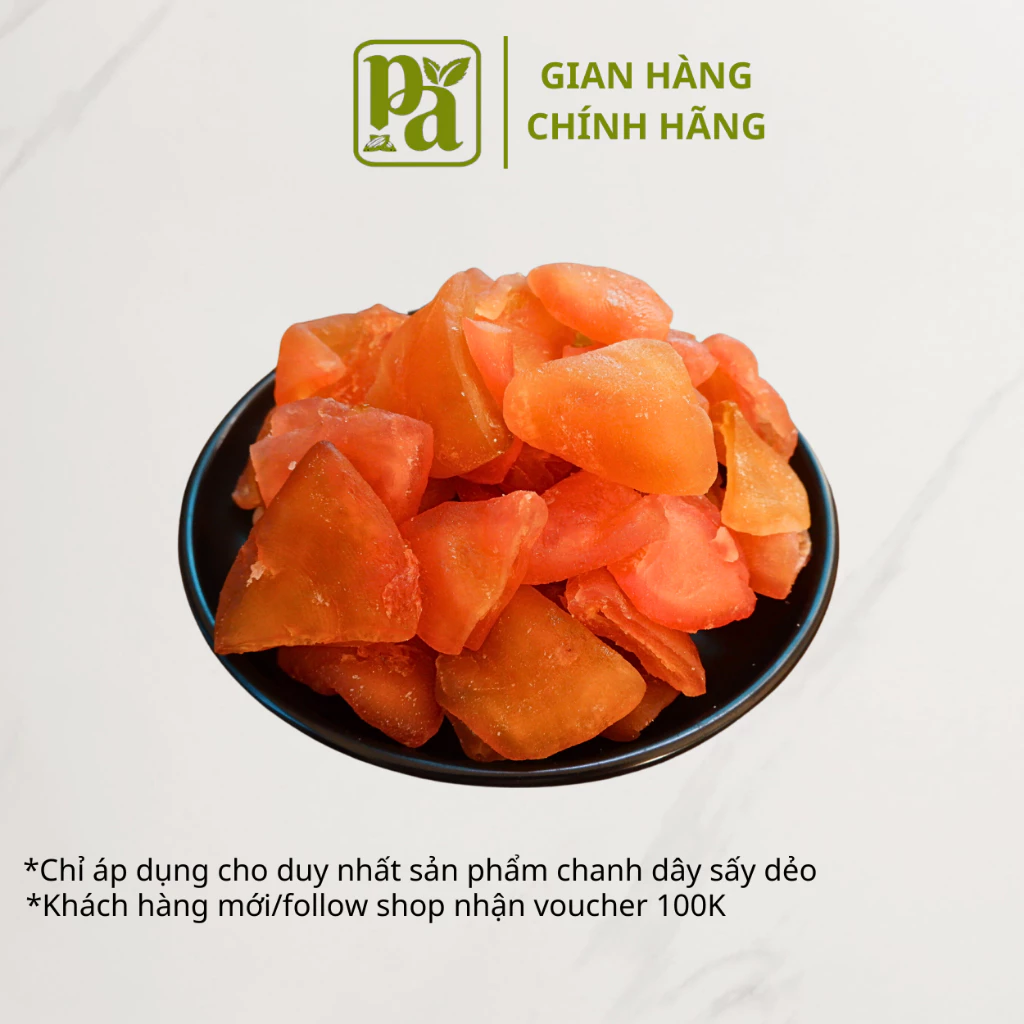 pa
GIAN HÀNG
CHÍNH HÃNG
*Chỉ áp dụng cho duy nhất sản phẩm chanh dây sấy dẻo
*Khách hàng mới/follow shop nhận voucher 100K